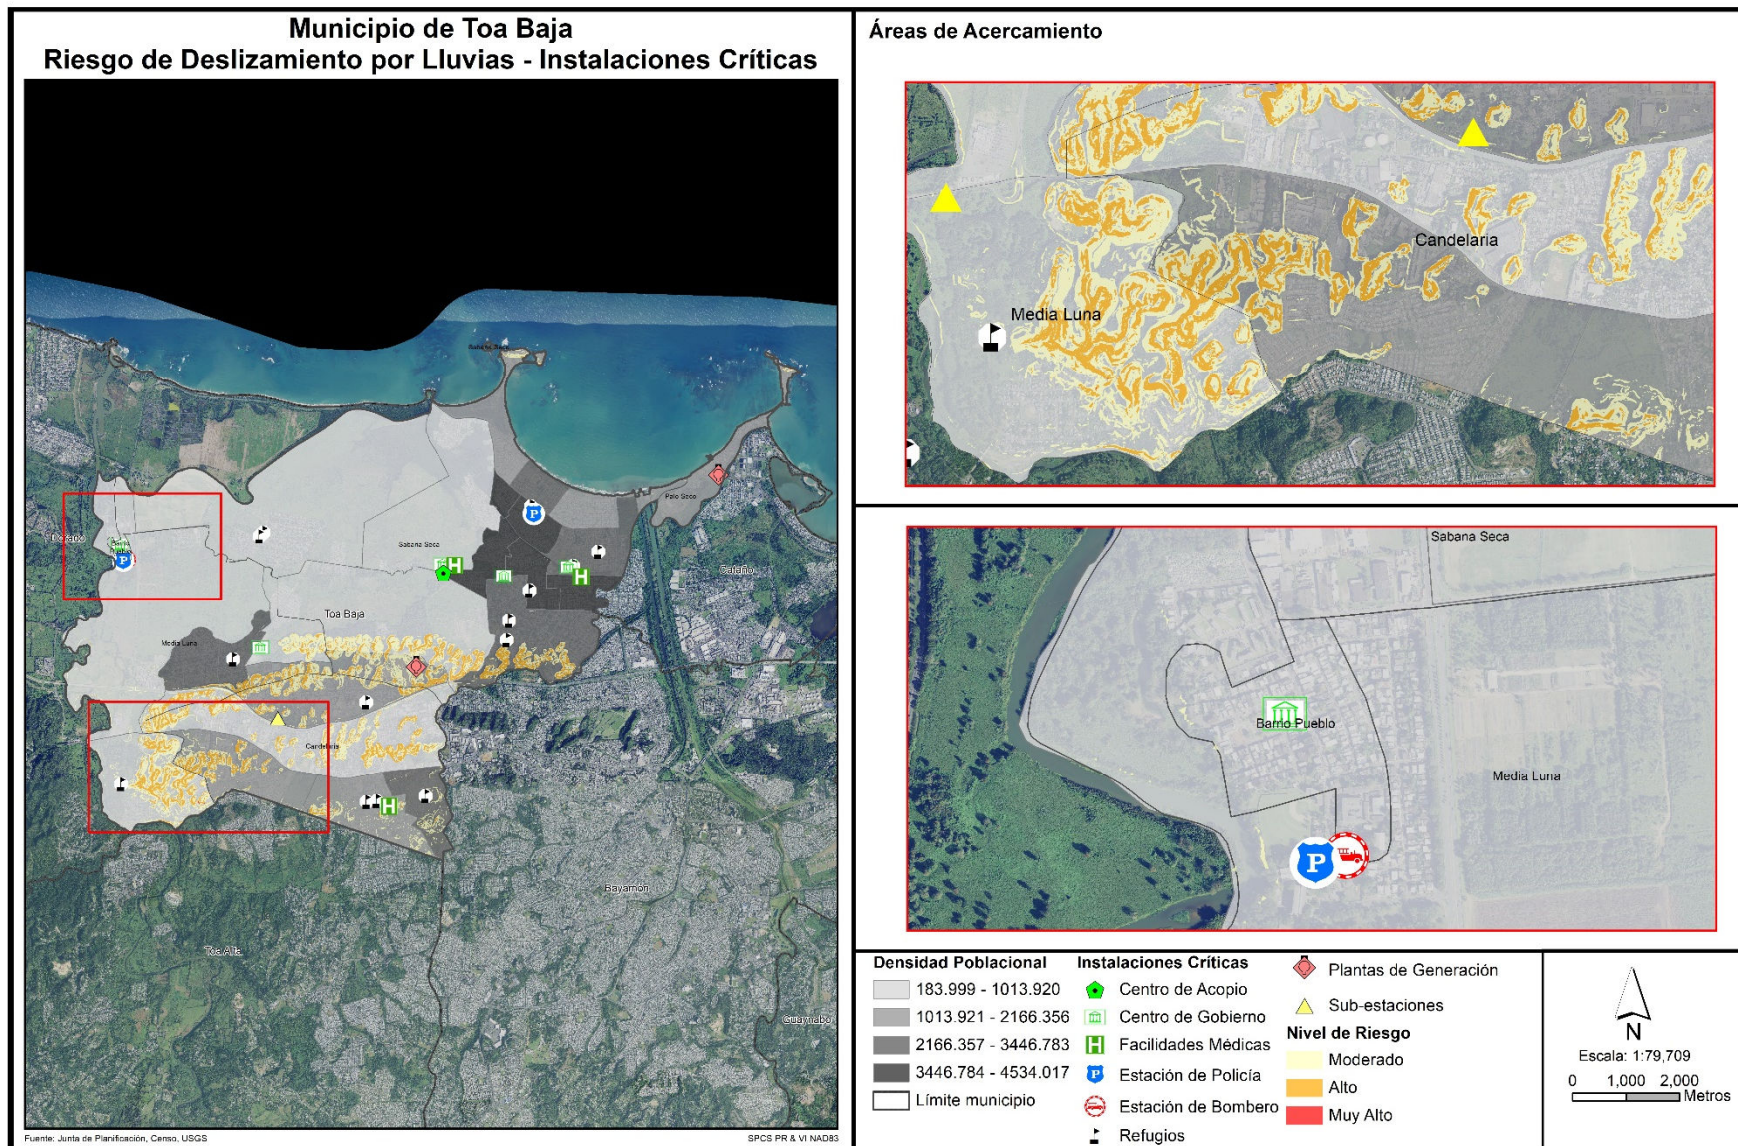 Municipio de Toa Baja
Riesgo de Deslizamiento por Lluvias - Instalaciones Críticas
Sabana Seca
Palo Seco
Dorado
Barrio
Pueblo
Sabana Seca
Cataño
Toa Baja
Media Luna
Candelaria
Bayamón
Toa Alta
Guaynabo
Fuente: Junta de Planificación, Censo, USGS
SPCS PR & VI NAD83
Áreas de Acercamiento
Candelaria
Media Luna
Sabana Seca
Barrio Pueblo
Media Luna
Densidad Poblacional
183.999 - 1013.920
1013.921 - 2166.356
2166.357 - 3446.783
3446.784 - 4534.017
Límite municipio
Instalaciones Críticas
Centro de Acopio
Centro de Gobierno
Facilidades Médicas
Estación de Policía
Estación de Bombero
Refugios
Plantas de Generación
Sub-estaciones
Nivel de Riesgo
Moderado
Alto
Muy Alto
N
Escala: 1:79,709
0 1,000 2,000
Metros